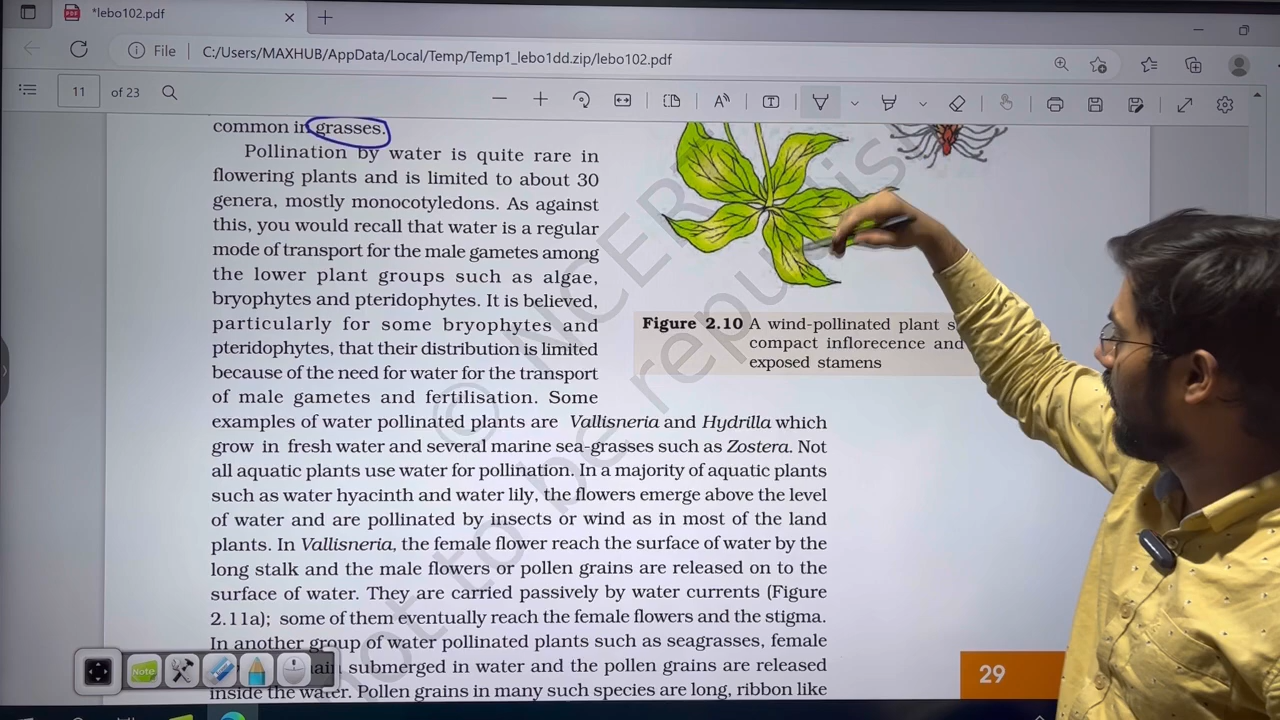 *lebo102.pdf
File
C:/Users/MAXHUB/AppData/Local/Temp/Temp1_lebo1dd.zip/lebo102.pdf
11 of 23
common in grasses.
Pollination by water is quite rare in
flowering plants and is limited to about 30
genera, mostly monocotyledons. As against
this, you would recall that water is a regular
mode of transport for the male gametes among
the lower plant groups such as algae,
bryophytes and pteridophytes. It is believed,
particularly for some bryophytes and
pteridophytes, that their distribution is limited
because of the need for water for the transport
of male gametes and fertilisation. Some
examples of water pollinated plants are Vallisneria and Hydrilla which
grow in fresh water and several marine sea-grasses such as Zostera. Not
all aquatic plants use water for pollination. In a majority of aquatic plants
such as water hyacinth and water lily, the flowers emerge above the level
of water and are pollinated by insects or wind as in most of the land
plants. In Vallisneria, the female flower reach the surface of water by the
long stalk and the male flowers or pollen grains are released on to the
surface of water. They are carried passively by water currents (Figure
2.11a); some of them eventually reach the female flowers and the stigma.
In another group of water pollinated plants such as seagrasses, female
submerged in water and the pollen grains are released
inside the water. Pollen grains in many such species are long, ribbon like
Figure 2.10 A wind-pollinated plant
compact inflorecence and
exposed stamens
© NCERT
not to be republis
29
Note